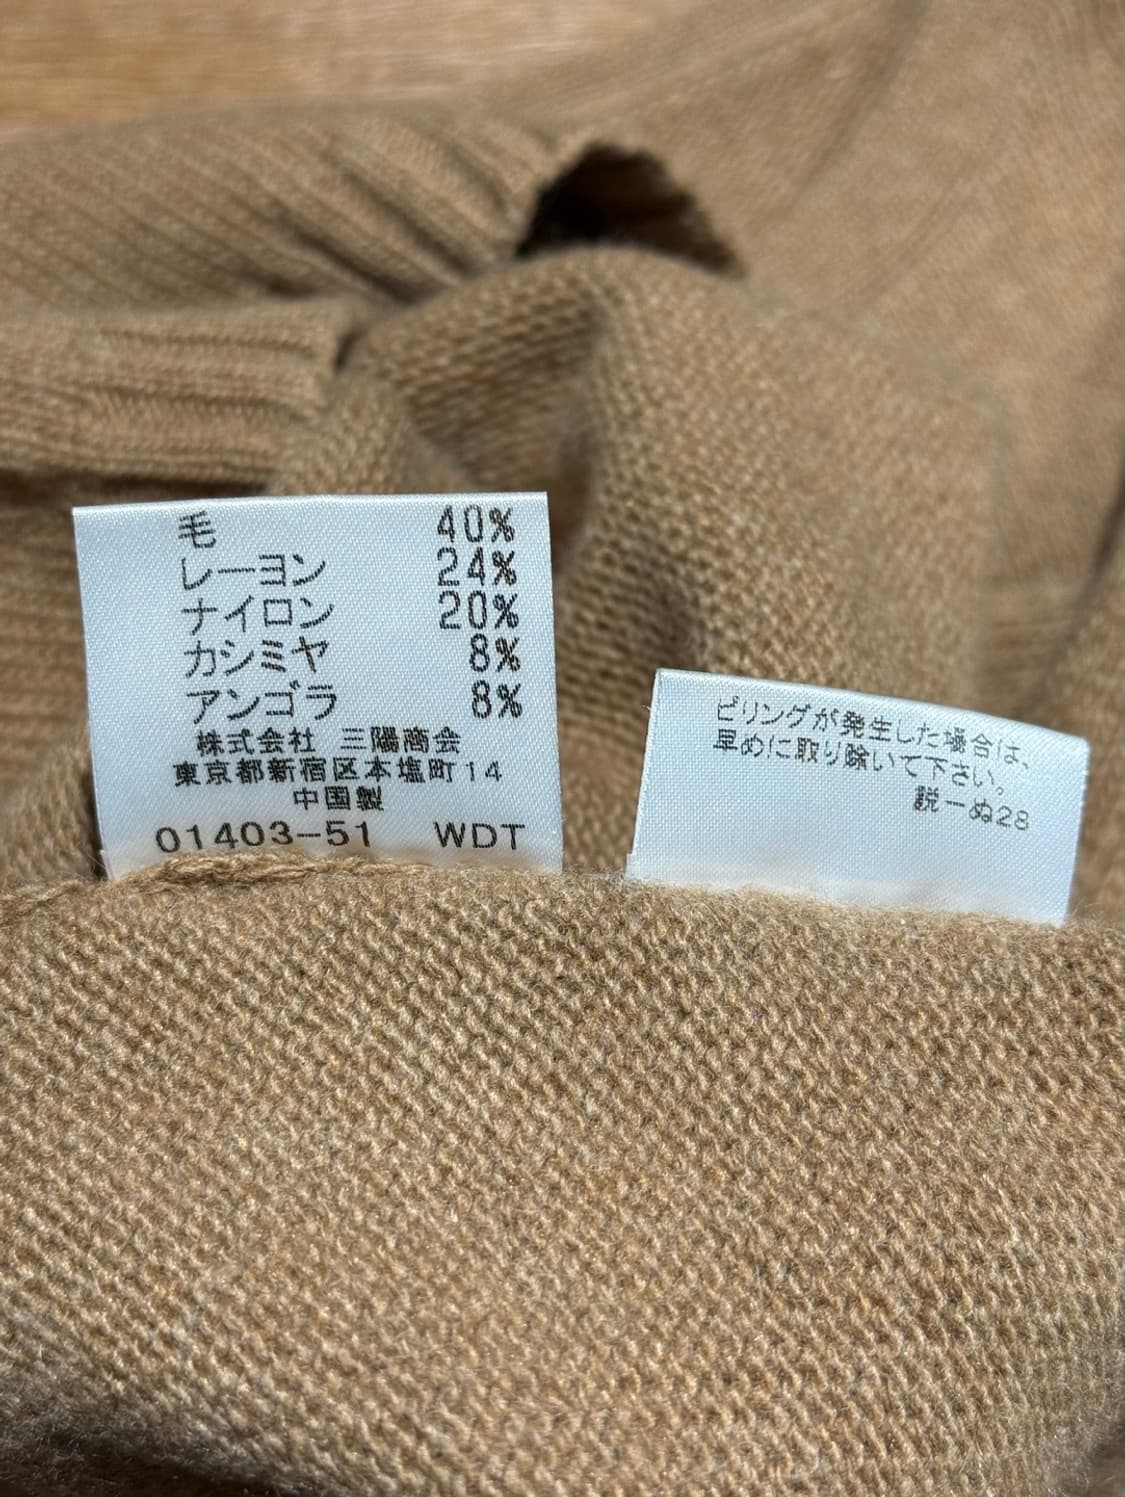 毛 40%
レーヨン 24%
ナイロン 20%
カシミヤ 8%
アンゴラ 8%
株式会社 三陽商会
東京都新宿区本塩町14
中国製
01403-51 WDT
ピリングが発生した場合は、
早めに取り除いて下さい。
説ーぬ28